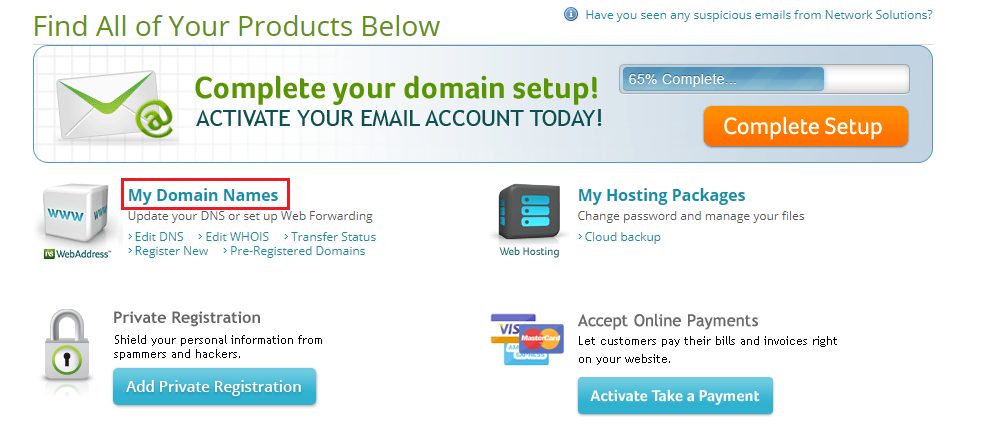 Find All of Your Products Below
Have you seen any suspicious emails from Network Solutions?
Complete your domain setup!
ACTIVATE YOUR EMAIL ACCOUNT TODAY!
65% Complete...
Complete Setup
www
www
WebAddress™
My Domain Names
Update your DNS or set up Web Forwarding
› Edit DNS › Edit WHOIS › Transfer Status
› Register New › Pre-Registered Domains
Web Hosting
My Hosting Packages
Change password and manage your files
› Cloud backup
Private Registration
Shield your personal information from
spammers and hackers.
Add Private Registration
VISA
MasterCard
AM
EXPRESS
Accept Online Payments
Let customers pay their bills and invoices right
on your website.
Activate Take a Payment